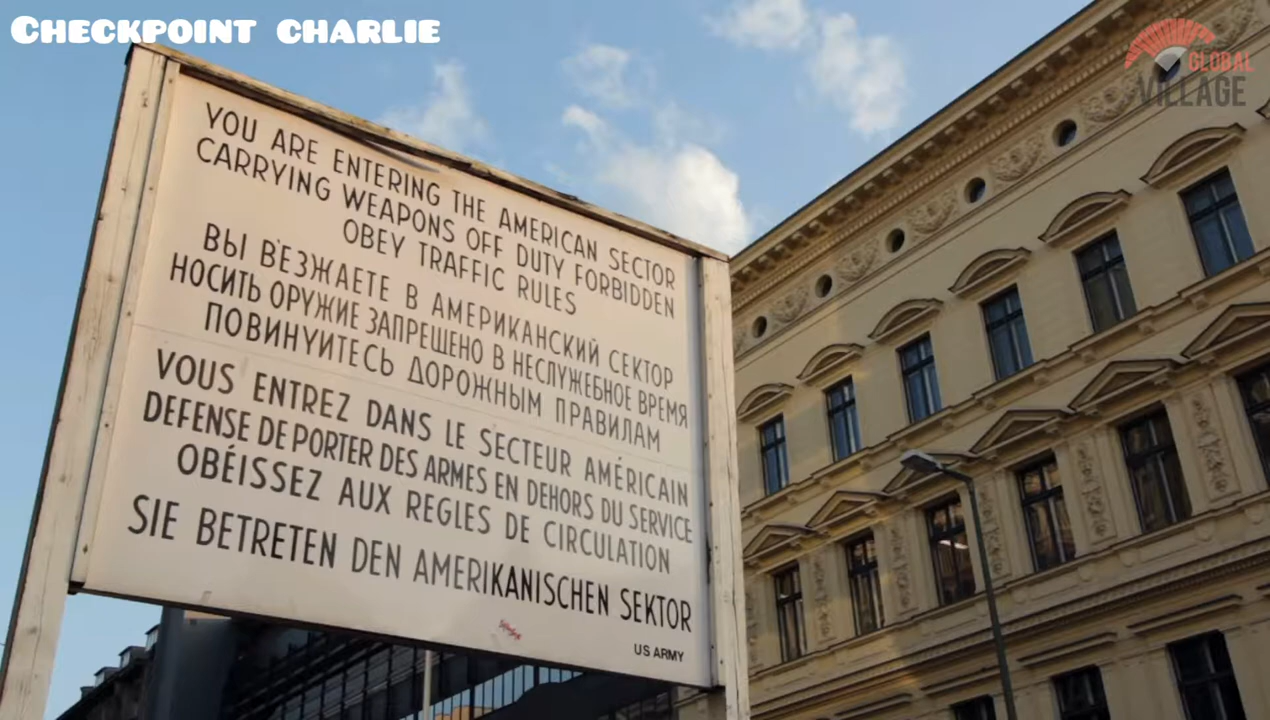 CHECKPOINT CHARLIE
GLOBAL
VILLAGE
YOU ARE ENTERING THE AMERICAN SECTOR
CARRYING WEAPONS OFF DUTY FORBIDDEN
OBEY TRAFFIC RULES
ВЫ ВЪЕЗЖАЕТЕ В АМЕРИКАНСКИЙ СЕКТОР
НОСИТЬ ОРУЖИЕ ЗАПРЕЩЕНО В НЕСЛУЖЕБНОЕ ВРЕМЯ
ПОВИНУИТЕСЬ ДОРОЖНЫМ ПРАВИЛАМ
VOUS ENTREZ DANS LE SECTEUR AMÉRICAIN
DEFENSE DE PORTER DES ARMES EN DEHORS DU SERVICE
OBÉISSEZ AUX REGLES DE CIRCULATION
SIE BETRETEN DEN AMERIKANISCHEN SEKTOR
US ARMY